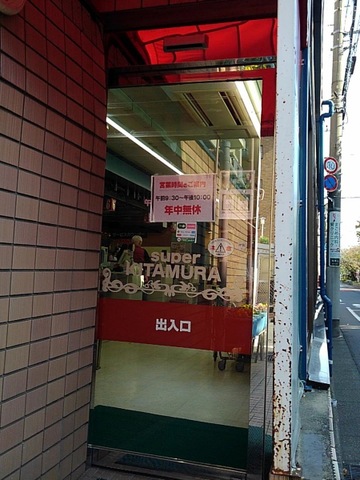 営業時間のご案内
午前9:30～午後10:00
年中無休
super
KITAMURA
出入口